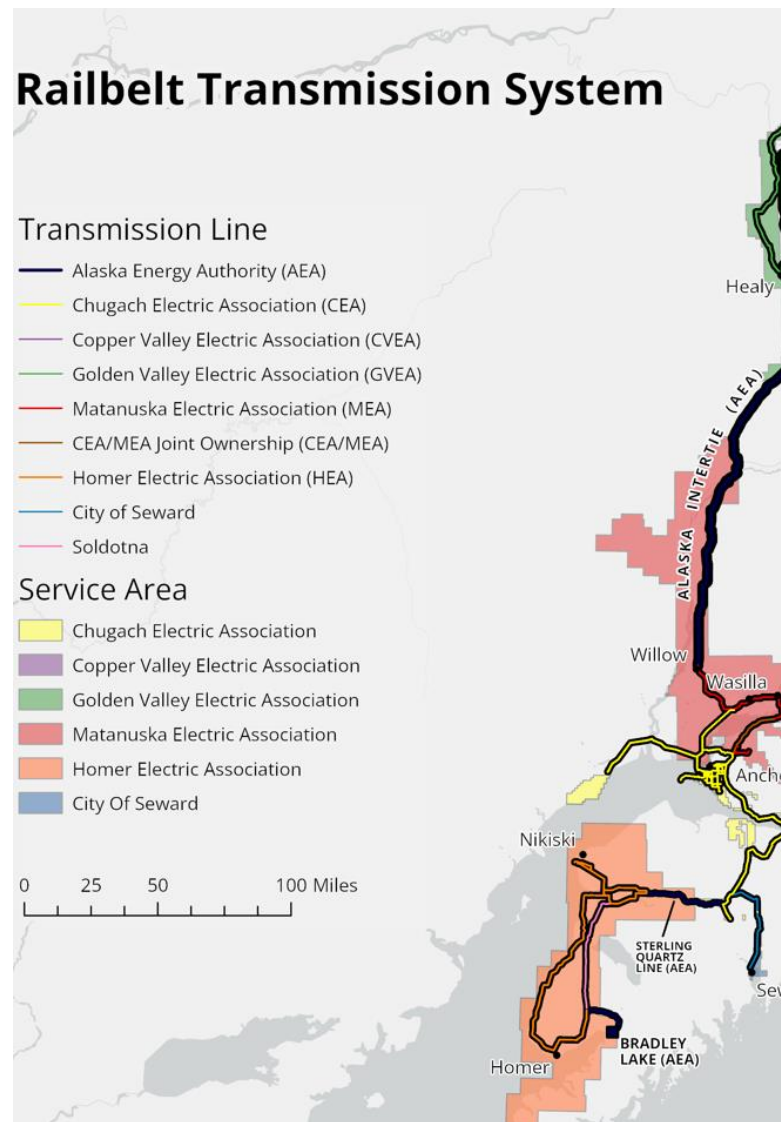 Railbelt Transmission System
Transmission Line
Alaska Energy Authority (AEA)
Chugach Electric Association (CEA)
Copper Valley Electric Association (CVEA)
Golden Valley Electric Association (GVEA)
Matanuska Electric Association (MEA)
CEA/MEA Joint Ownership (CEA/MEA)
Homer Electric Association (HEA)
City of Seward
Soldotna
Service Area
Chugach Electric Association
Copper Valley Electric Association
Golden Valley Electric Association
Matanuska Electric Association
Homer Electric Association
City Of Seward
0 25 50 100 Miles
Healy
ALASKA INTERTIE (AEA)
Willow
Wasilla
Ancho
Nikiski
STERLING
QUARTZ
LINE (AEA)
Sew
BRADLEY
LAKE (AEA)
Homer